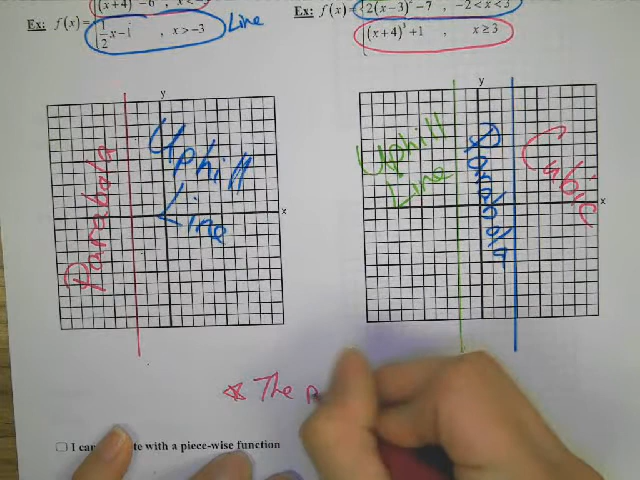 (x+4)² − 6
Ex: f(x) = { ½x − 1 , x > −3 Line
Ex: f(x) = { 2(x−3)² − 7 , −2 < x < 3
(x+4)³ + 1 , x ≥ 3
y
y
Parabola
Uphill
Line
x
Uphill
Line
Parabola
Cubic
x
☆ The
☐ I can
te with a piece-wise function